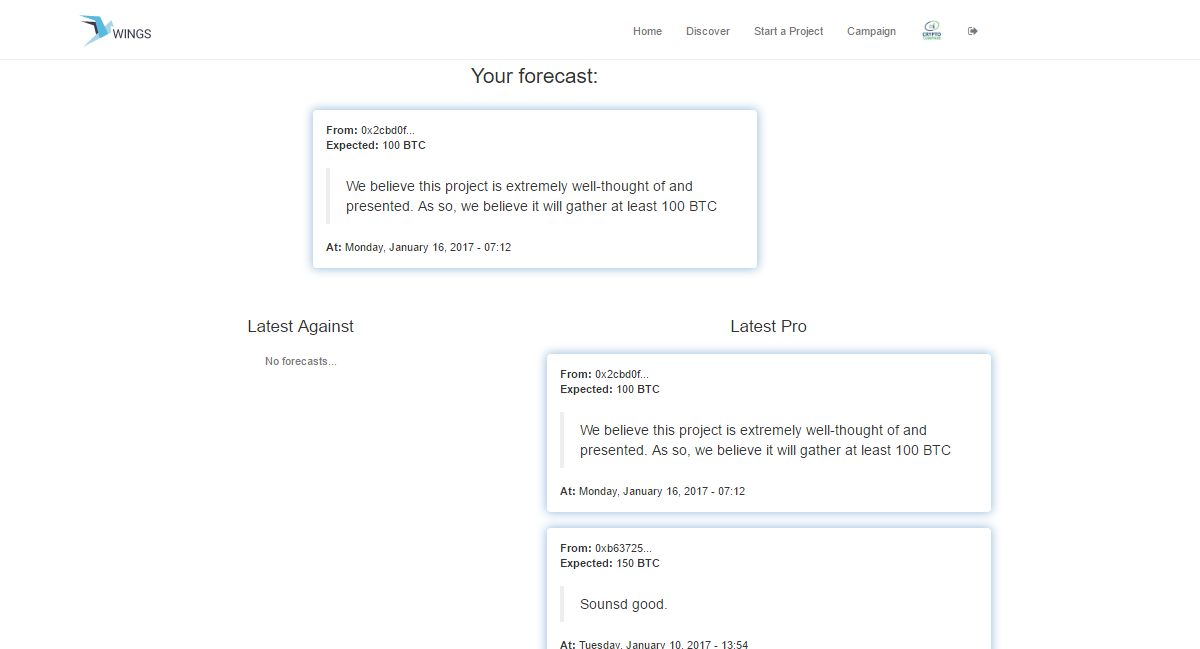 WINGS
Home
Discover
Start a Project
Campaign
CRYPTO
Your forecast:
From: 0x2cbd0f...
Expected: 100 BTC
We believe this project is extremely well-thought of and
presented. As so, we believe it will gather at least 100 BTC
At: Monday, January 16, 2017 - 07:12
Latest Against
No forecasts...
Latest Pro
From: 0x2cbd0f...
Expected: 100 BTC
We believe this project is extremely well-thought of and
presented. As so, we believe it will gather at least 100 BTC
At: Monday, January 16, 2017 - 07:12
From: 0xb63725...
Expected: 150 BTC
Sounsd good.
At: Tuesday, January 10, 2017 - 13:54